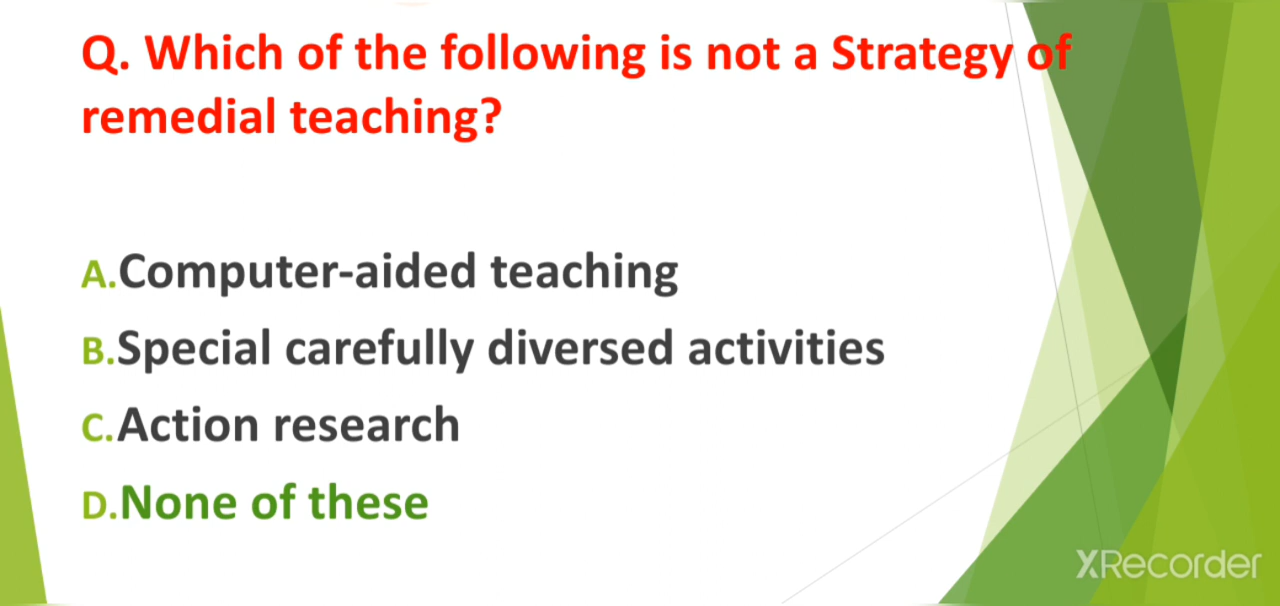 Q. Which of the following is not a Strategy of
remedial teaching?
A.Computer-aided teaching
B.Special carefully diversed activities
C.Action research
D.None of these
XRecorder